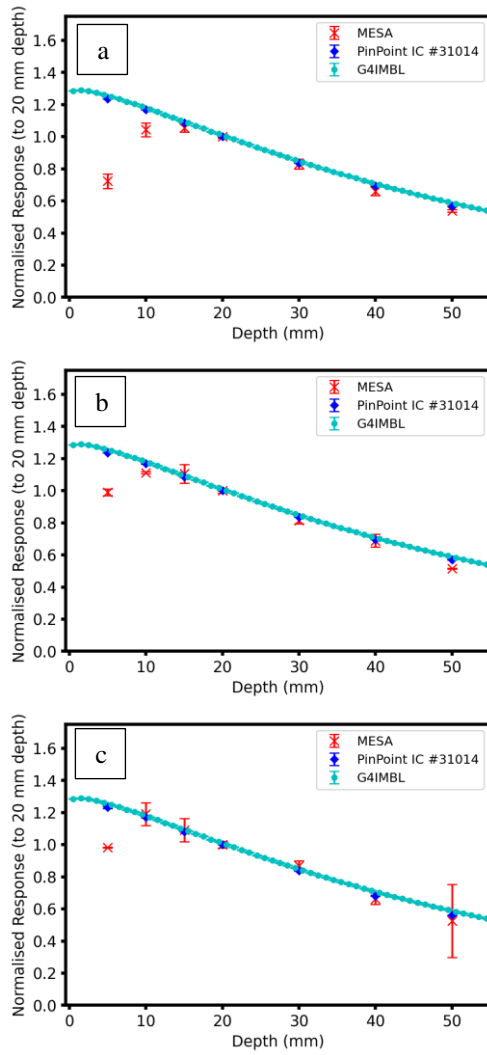 a
MESA
PinPoint IC #31014
G4IMBL
Normalised Response (to 20 mm depth)
1.6
1.4
1.2
1.0
0.8
0.6
0.4
0.2
0.0
0 10 20 30 40 50
Depth (mm)
b
MESA
PinPoint IC #31014
G4IMBL
Normalised Response (to 20 mm depth)
1.6
1.4
1.2
1.0
0.8
0.6
0.4
0.2
0.0
0 10 20 30 40 50
Depth (mm)
c
MESA
PinPoint IC #31014
G4IMBL
Normalised Response (to 20 mm depth)
1.6
1.4
1.2
1.0
0.8
0.6
0.4
0.2
0.0
0 10 20 30 40 50
Depth (mm)